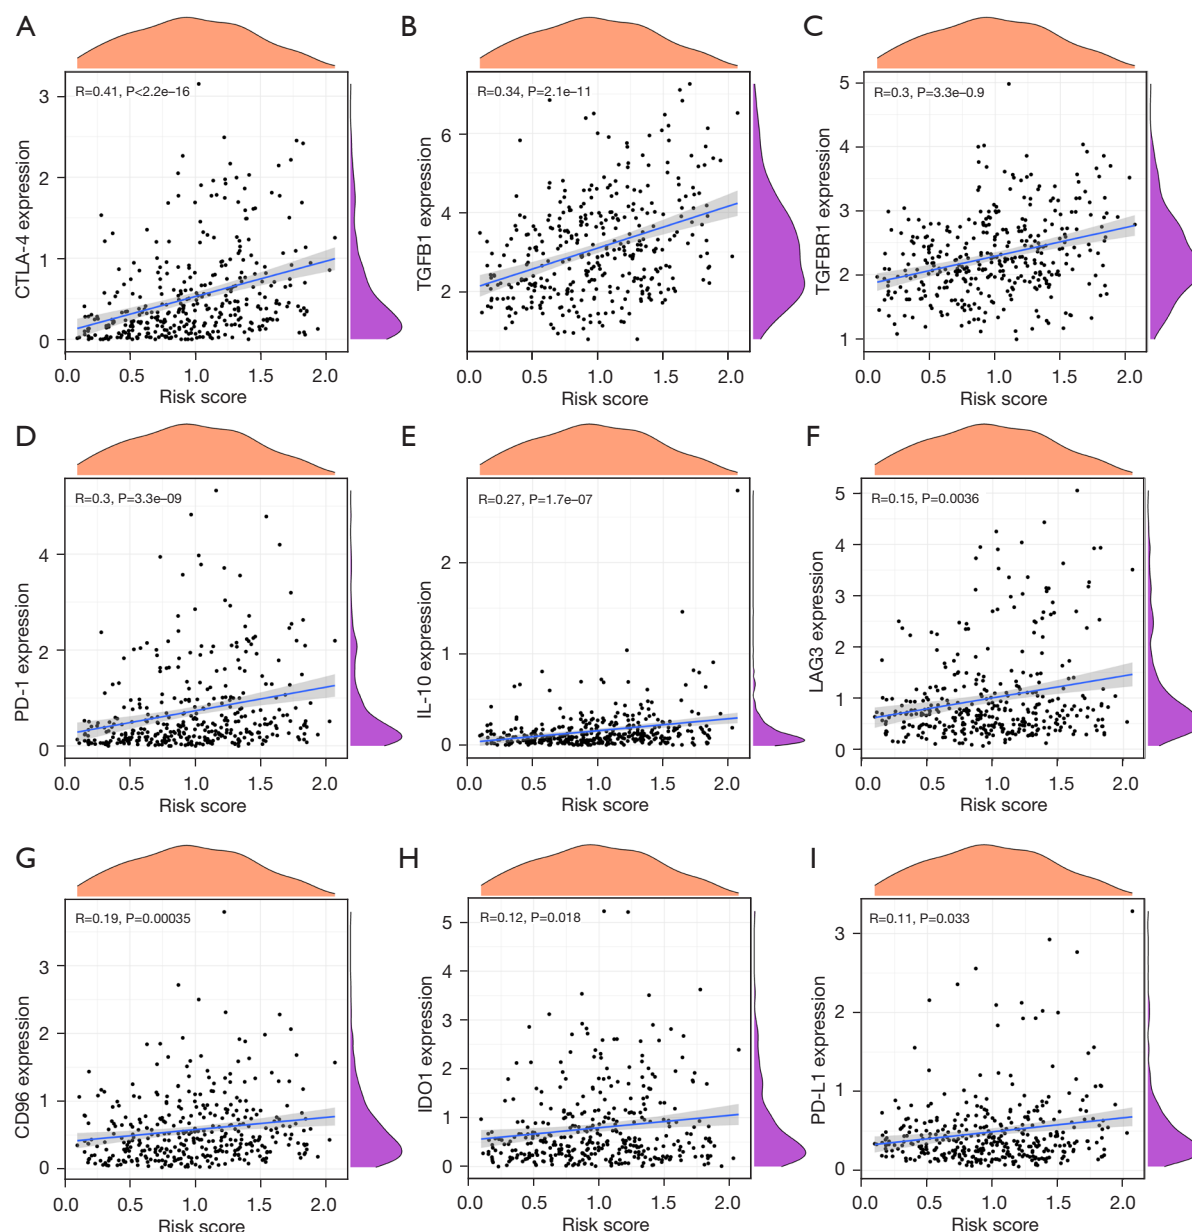 A
R=0.41, P<2.2e–16
CTLA-4 expression
3
2
1
0
0.0 0.5 1.0 1.5 2.0
Risk score
B
R=0.34, P=2.1e–11
TGFB1 expression
6
4
2
0.0 0.5 1.0 1.5 2.0
Risk score
C
R=0.3, P=3.3e–0.9
TGFBR1 expression
5
4
3
2
1
0.0 0.5 1.0 1.5 2.0
Risk score
D
R=0.3, P=3.3e–09
PD-1 expression
4
2
0
0.0 0.5 1.0 1.5 2.0
Risk score
E
R=0.27, P=1.7e–07
IL-10 expression
2
1
0
0.0 0.5 1.0 1.5 2.0
Risk score
F
R=0.15, P=0.0036
LAG3 expression
5
4
3
2
1
0
0.0 0.5 1.0 1.5 2.0
Risk score
G
R=0.19, P=0.00035
CD96 expression
3
2
1
0
0.0 0.5 1.0 1.5 2.0
Risk score
H
R=0.12, P=0.018
IDO1 expression
5
4
3
2
1
0
0.0 0.5 1.0 1.5 2.0
Risk score
I
R=0.11, P=0.033
PD-L1 expression
3
2
1
0
0.0 0.5 1.0 1.5 2.0
Risk score